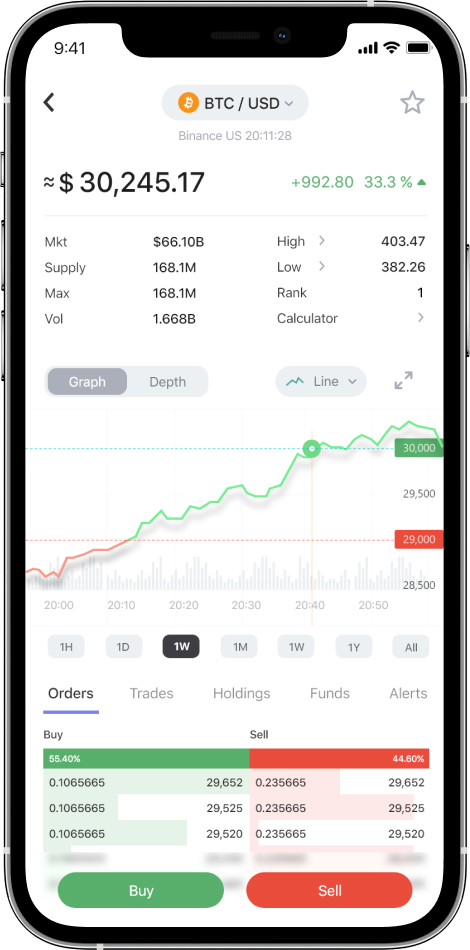 9:41
BTC / USD
Binance US 20:11:28
≈ $ 30,245.17 +992.80 33.3 %
Mkt $66.10B High 403.47
Supply 168.1M Low 382.26
Max 168.1M Rank 1
Vol 1.668B Calculator
Graph Depth Line
30,000
29,500
29,000
28,500
20:00 20:10 20:20 20:30 20:40 20:50
1H 1D 1W 1M 1W 1Y All
Orders Trades Holdings Funds Alerts
Buy Sell
55.40% 44.60%
0.1065665 29,652 0.235665 29,652
0.1065665 29,525 0.235665 29,525
0.1065665 29,520 0.235665 29,520
Buy Sell